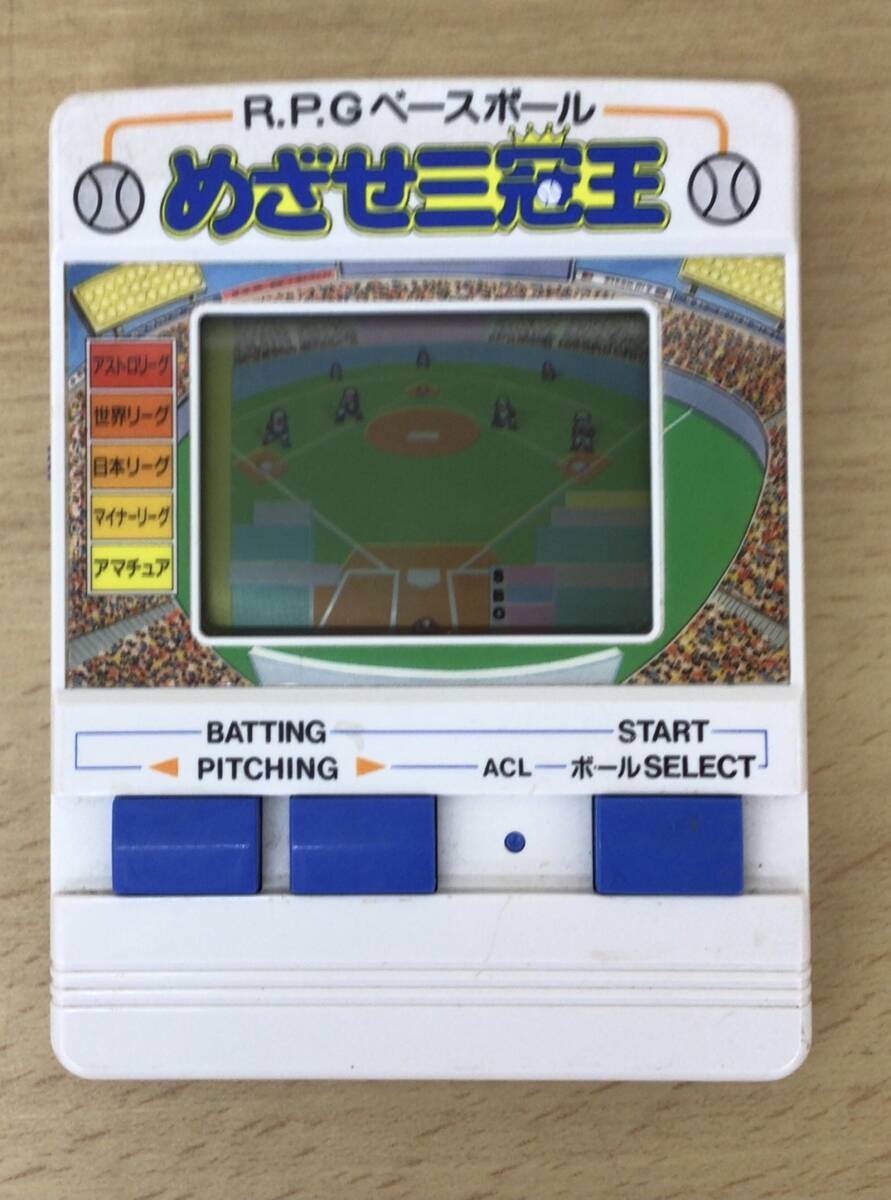 R.P.Gベースボール
めざせ三冠王
アストロリーグ
世界リーグ
日本リーグ
マイナーリーグ
アマチュア
S
B
O
BATTING
START
PITCHING
ACL
ボールSELECT